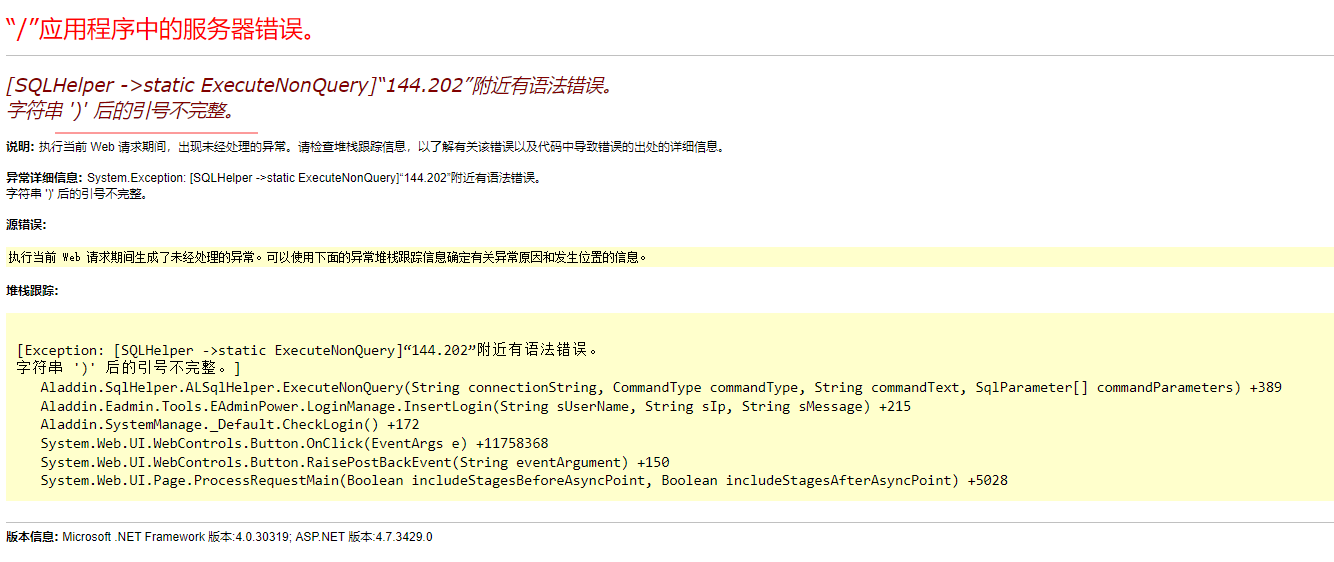 “/”应用程序中的服务器错误。
[SQLHelper ->static ExecuteNonQuery]“144.202”附近有语法错误。
字符串 ')' 后的引号不完整。
说明: 执行当前 Web 请求期间，出现未经处理的异常。请检查堆栈跟踪信息，以了解有关该错误以及代码中导致错误的出处的详细信息。
异常详细信息: System.Exception: [SQLHelper ->static ExecuteNonQuery]“144.202”附近有语法错误。
字符串 ')' 后的引号不完整。
源错误:
执行当前 Web 请求期间生成了未经处理的异常。可以使用下面的异常堆栈跟踪信息确定有关异常原因和发生位置的信息。
堆栈跟踪:
[Exception: [SQLHelper ->static ExecuteNonQuery]“144.202”附近有语法错误。
字符串 ')' 后的引号不完整。]
Aladdin.SqlHelper.ALSqlHelper.ExecuteNonQuery(String connectionString, CommandType commandType, String commandText, SqlParameter[] commandParameters) +389
Aladdin.Eadmin.Tools.EAdminPower.LoginManage.InsertLogin(String sUserName, String sIp, String sMessage) +215
Aladdin.SystemManage._Default.CheckLogin() +172
System.Web.UI.WebControls.Button.OnClick(EventArgs e) +11758368
System.Web.UI.WebControls.Button.RaisePostBackEvent(String eventArgument) +150
System.Web.UI.Page.ProcessRequestMain(Boolean includeStagesBeforeAsyncPoint, Boolean includeStagesAfterAsyncPoint) +5028
版本信息: Microsoft .NET Framework 版本:4.0.30319; ASP.NET 版本:4.7.3429.0